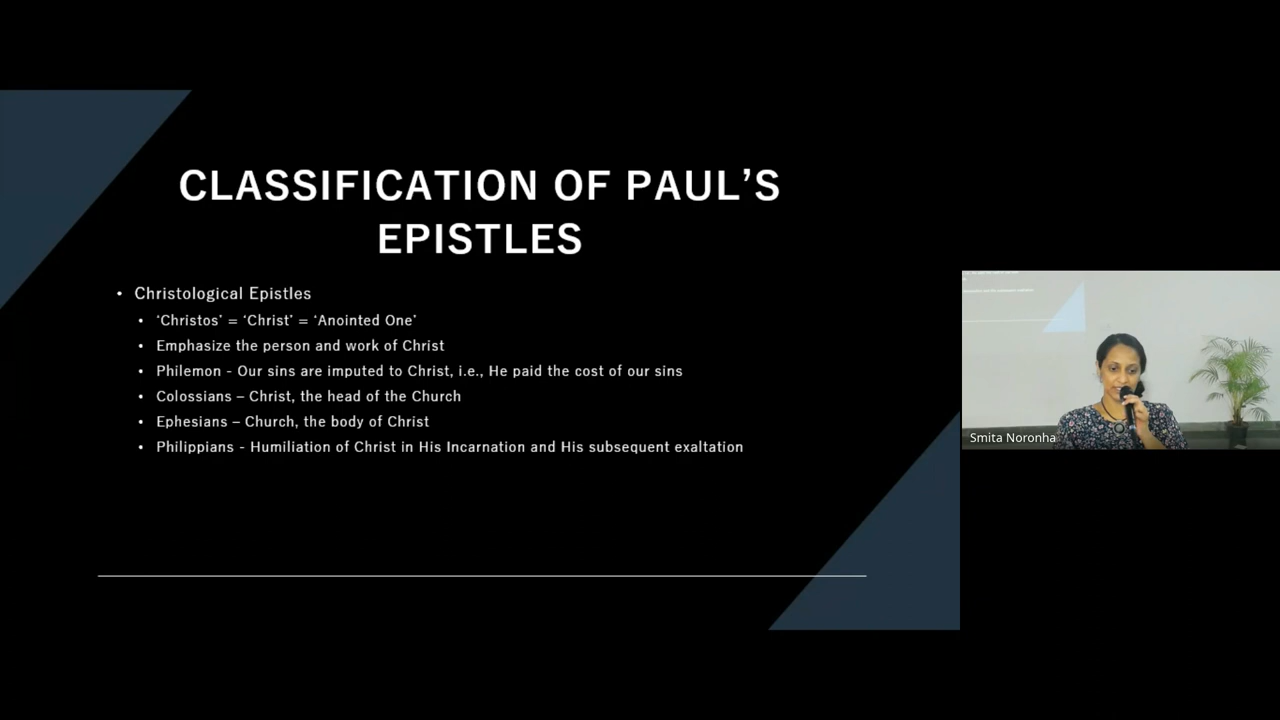 CLASSIFICATION OF PAUL’S
EPISTLES
• Christological Epistles
• ‘Christos’ = ‘Christ’ = ‘Anointed One’
• Emphasize the person and work of Christ
• Philemon - Our sins are imputed to Christ, i.e., He paid the cost of our sins
• Colossians – Christ, the head of the Church
• Ephesians – Church, the body of Christ
• Philippians - Humiliation of Christ in His Incarnation and His subsequent exaltation
Smita Noronha